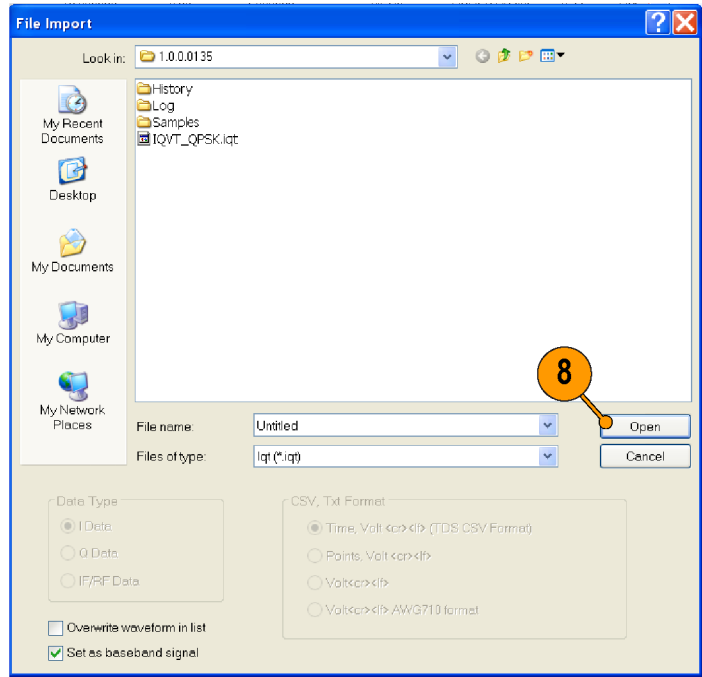 File Import
Look in: 1.0.0.0135
History
Log
Samples
IQVT_QPSK.iqt
My Recent
Documents
Desktop
My Documents
My Computer
My Network
Places
8
File name: Untitled Open
Files of type: Iqt (*.iqt) Cancel
Data Type
I Data
Q Data
IF/RF Data
CSV, Txt Format
Time, Volt <cr><lf> (TDS CSV Format)
Points, Volt <cr><lf>
Volt<cr><lf>
Volt<cr><lf> AWG710 format
Overwrite waveform in list
Set as baseband signal